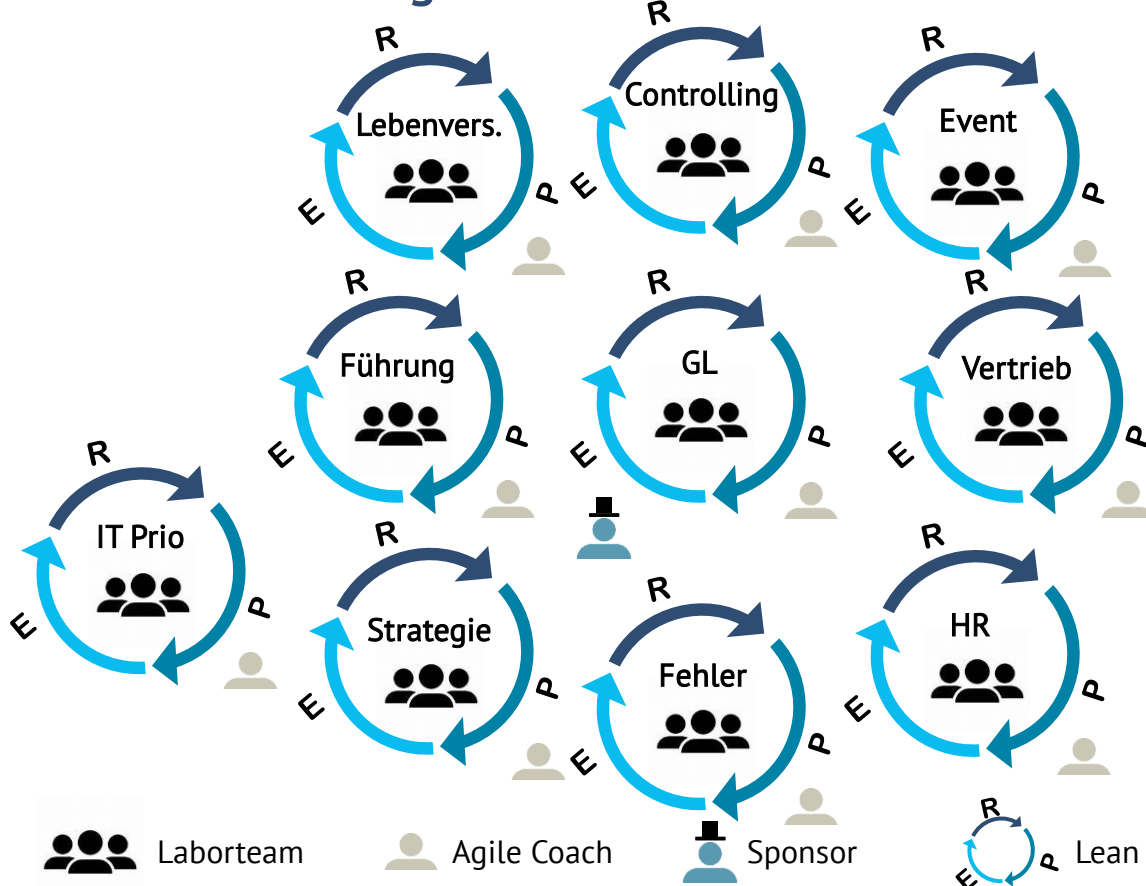 g
R
Lebenvers.
P
E
R
Controlling
P
E
R
Event
P
E
R
Führung
P
E
R
GL
P
E
R
Vertrieb
P
E
R
IT Prio
P
E
R
Strategie
P
E
R
Fehler
P
E
R
HR
P
E
Laborteam
Agile Coach
Sponsor
R
P
E
Lean